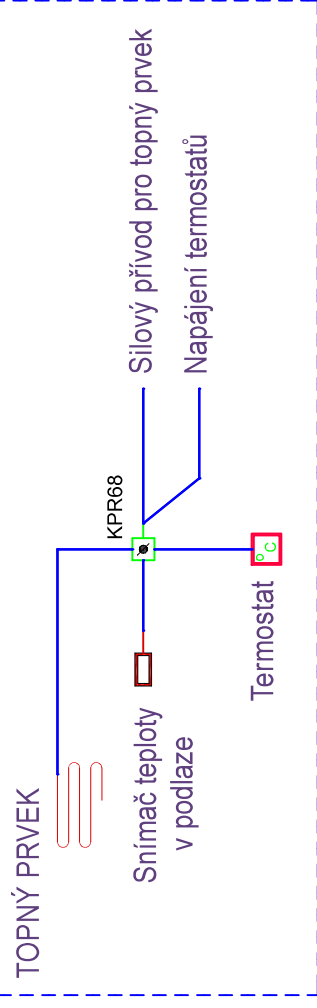 TOPNÝ PRVEK
KPR68
Silový přívod pro topný prvek
Napájení termostatů
Snímač teploty
v podlaze
Termostat
°C